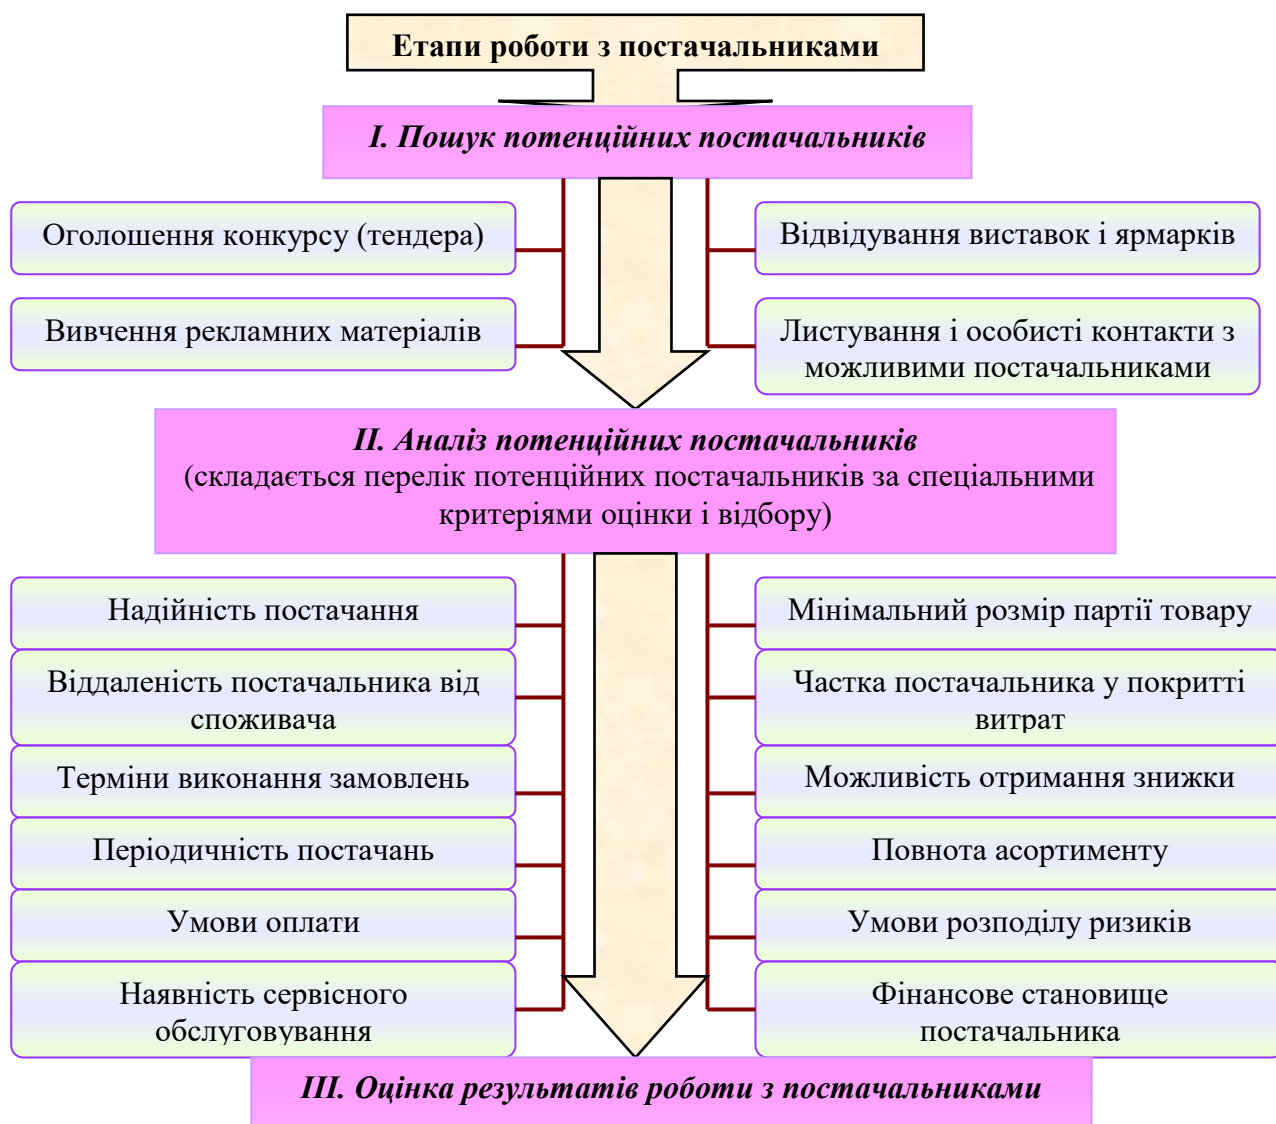 Етапи роботи з постачальниками
І. Пошук потенційних постачальників
Оголошення конкурсу (тендера)
Відвідування виставок і ярмарків
Вивчення рекламних матеріалів
Листування і особисті контакти з
можливими постачальниками
ІІ. Аналіз потенційних постачальників
(складається перелік потенційних постачальників за спеціальними
критеріями оцінки і відбору)
Надійність постачання
Мінімальний розмір партії товару
Віддаленість постачальника від
споживача
Частка постачальника у покритті
витрат
Терміни виконання замовлень
Можливість отримання знижки
Періодичність постачань
Повнота асортименту
Умови оплати
Умови розподілу ризиків
Наявність сервісного
обслуговування
Фінансове становище
постачальника
ІІІ. Оцінка результатів роботи з постачальниками